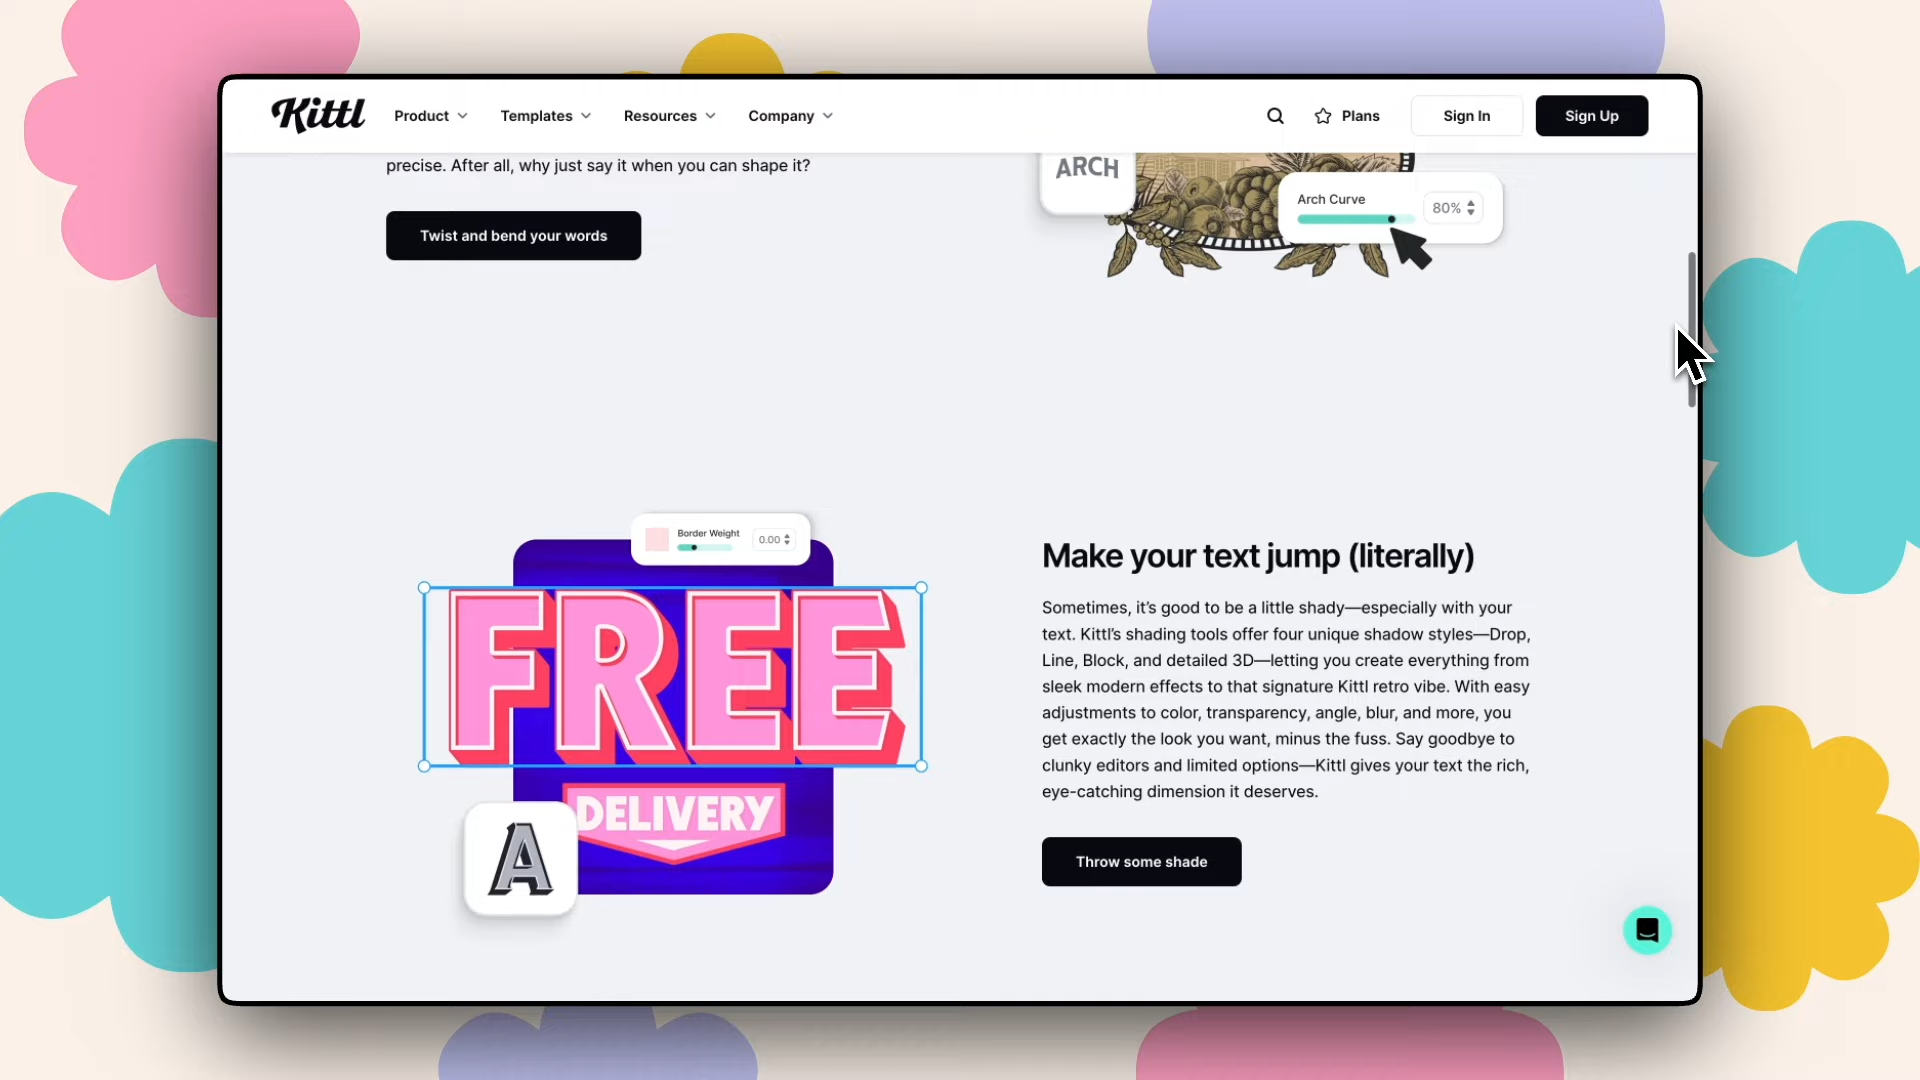 Kittl
Product
Templates
Resources
Company
Plans
Sign In
Sign Up
precise. After all, why just say it when you can shape it?
Twist and bend your words
ARCH
Arch Curve
80%
Border Weight
0.00
FREE
DELIVERY
A
Make your text jump (literally)
Sometimes, it’s good to be a little shady—especially with your
text. Kittl’s shading tools offer four unique shadow styles—Drop,
Line, Block, and detailed 3D—letting you create everything from
sleek modern effects to that signature Kittl retro vibe. With easy
adjustments to color, transparency, angle, blur, and more, you
get exactly the look you want, minus the fuss. Say goodbye to
clunky editors and limited options—Kittl gives your text the rich,
eye-catching dimension it deserves.
Throw some shade